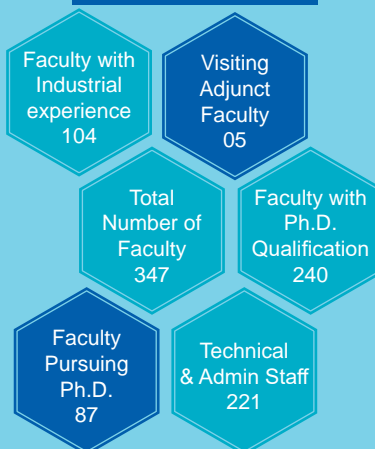 Faculty with
Industrial
experience
104
Visiting
Adjunct
Faculty
05
Total
Number of
Faculty
347
Faculty with
Ph.D.
Qualification
240
Faculty
Pursuing
Ph.D.
87
Technical
& Admin Staff
221